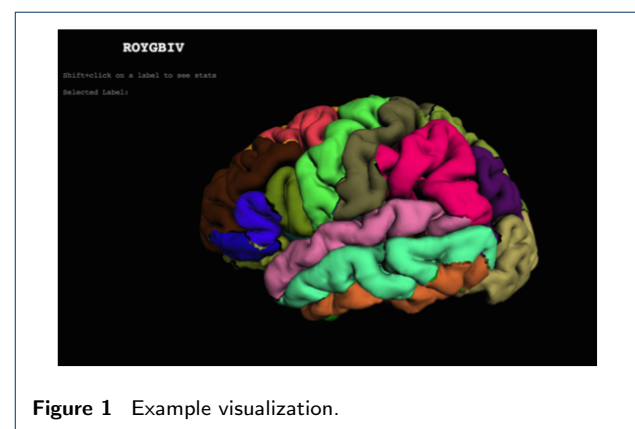 ROYGBIV
Shift+click on a label to see stats
Selected Label:
Figure 1 Example visualization.